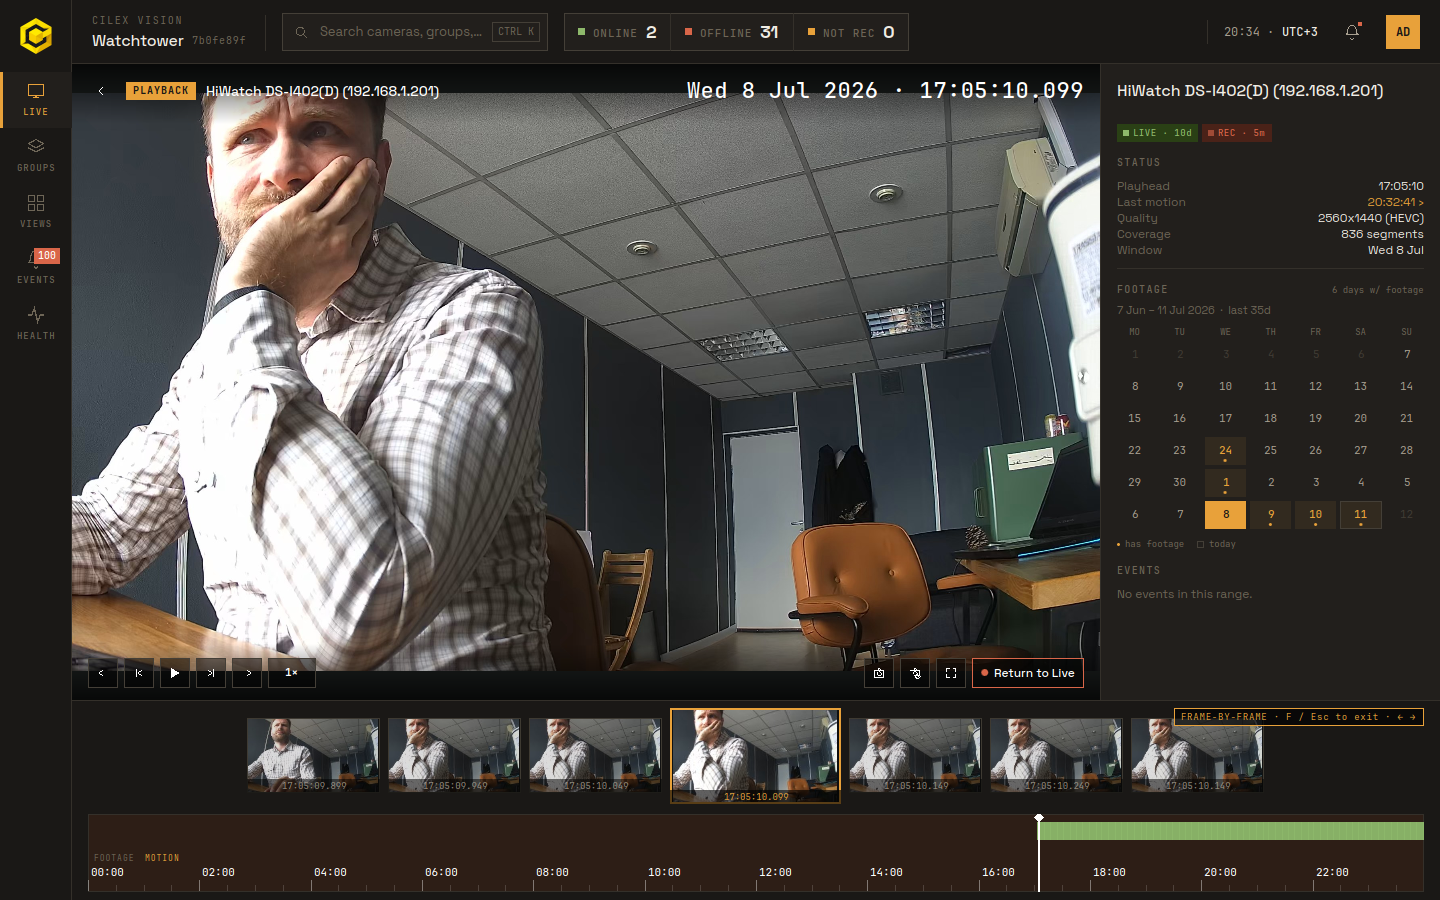 CILEX VISION
Watchtower 7b0fe89f
Search cameras, groups,... CTRL K
ONLINE 2 OFFLINE 31 NOT REC 0
20:34 · UTC+3
AD
LIVE
GROUPS
VIEWS
100
EVENTS
HEALTH
PLAYBACK HiWatch DS-I402(D) (192.168.1.201)
Wed 8 Jul 2026 · 17:05:10.099
1×
Return to Live
HiWatch DS-I402(D) (192.168.1.201)
LIVE · 10d REC · 5m
STATUS
Playhead 17:05:10
Last motion 20:32:41 >
Quality 2560x1440 (HEVC)
Coverage 836 segments
Window Wed 8 Jul
FOOTAGE 6 days w/ footage
7 Jun – 11 Jul 2026 · last 35d
MO TU WE TH FR SA SU
1 2 3 4 5 6 7
8 9 10 11 12 13 14
15 16 17 18 19 20 21
22 23 24 25 26 27 28
29 30 1 2 3 4 5
6 7 8 9 10 11 12
has footage today
EVENTS
No events in this range.
FRAME-BY-FRAME · F / Esc to exit · ← →
17:05:09.899 17:05:09.949 17:05:10.049 17:05:10.099 17:05:10.149 17:05:10.249 17:05:10.149
FOOTAGE MOTION
00:00 02:00 04:00 06:00 08:00 10:00 12:00 14:00 16:00 18:00 20:00 22:00